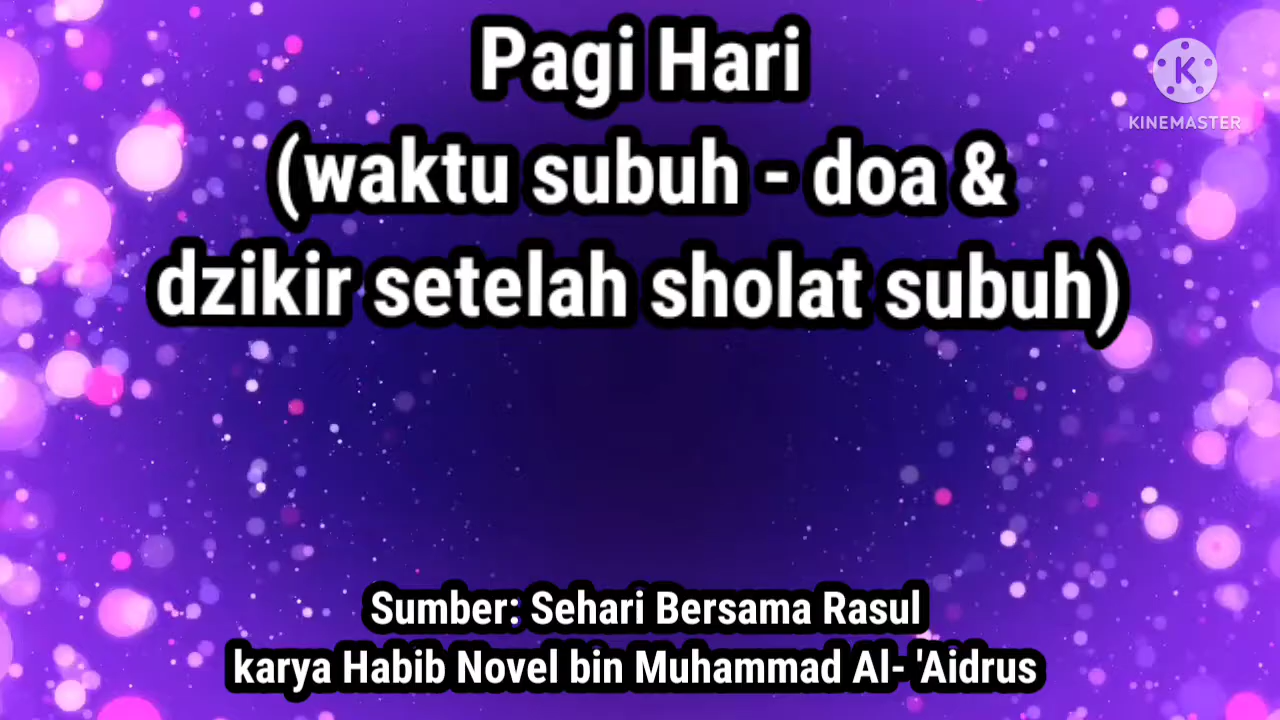 Pagi Hari
(waktu subuh - doa &
dzikir setelah sholat subuh)
K
KINEMASTER
Sumber: Sehari Bersama Rasul
karya Habib Novel bin Muhammad Al- 'Aidrus